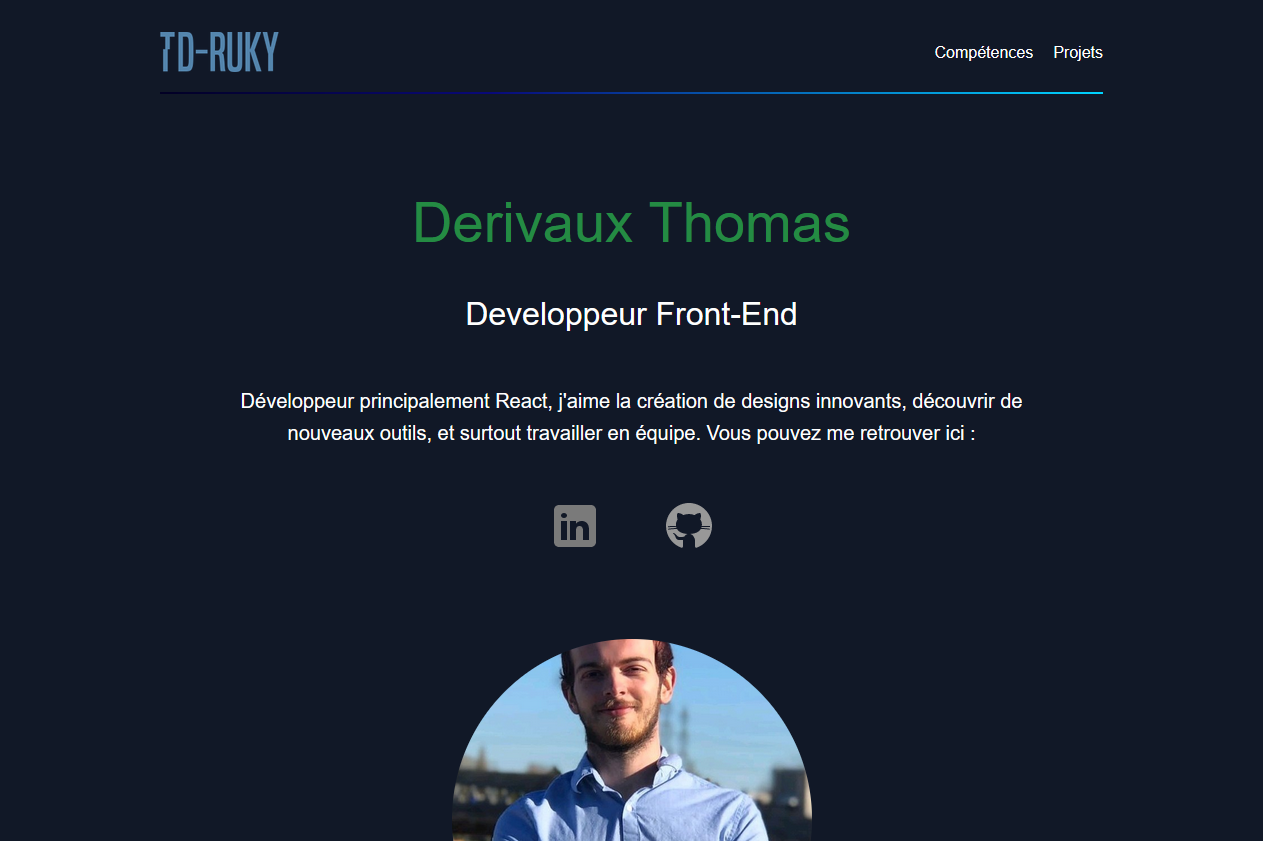 TD-RUKY
Compétences Projets
Derivaux Thomas
Developpeur Front-End
Développeur principalement React, j'aime la création de designs innovants, découvrir de
nouveaux outils, et surtout travailler en équipe. Vous pouvez me retrouver ici :
in